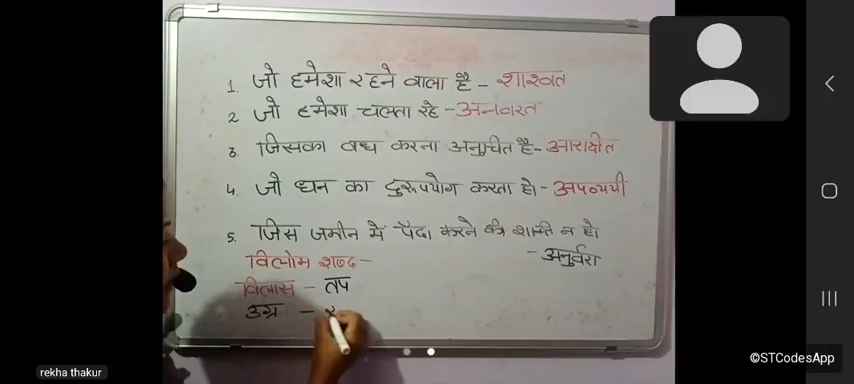 1. जो हमेशा रहने वाला है - शाश्वत
2. जो हमेशा चलता रहे - अनवरत
3. जिसका वध करना अनुचित है -
4. जो धन का दुरूपयोग करता हो - अपव्ययी
5. जिस जमीन में पैदा करने की शक्ति न हो
- अनुर्वरा
विलोम शब्द -
विलास - तप
उग्र -
rekha thakur
©STCodesApp